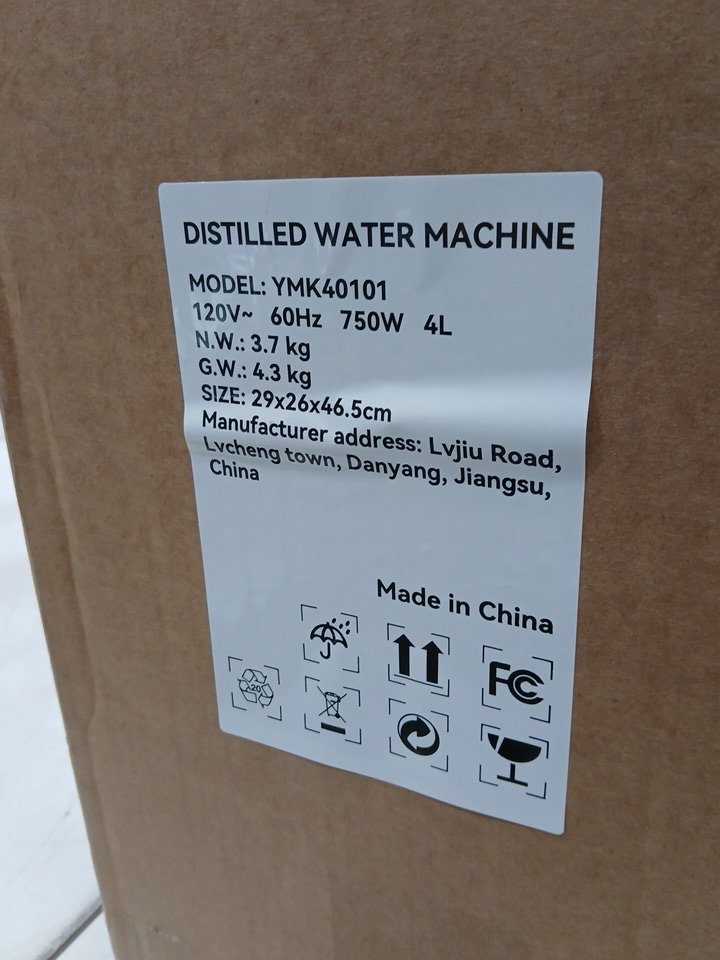 DISTILLED WATER MACHINE
MODEL: YMK40101
120V~ 60Hz 750W 4L
N.W.: 3.7 kg
G.W.: 4.3 kg
SIZE: 29x26x46.5cm
Manufacturer address: Lvjiu Road,
Lvcheng town, Danyang, Jiangsu,
China
Made in China
FC